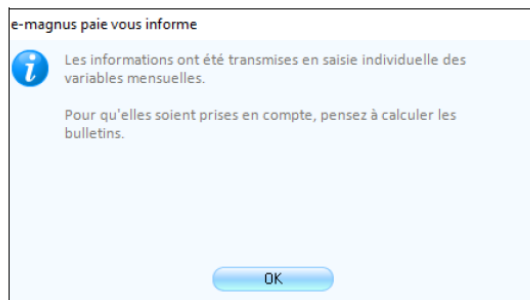 e-magnus paie vous informe
Les informations ont été transmises en saisie individuelle des
variables mensuelles.
Pour qu'elles soient prises en compte, pensez à calculer les
bulletins.
OK